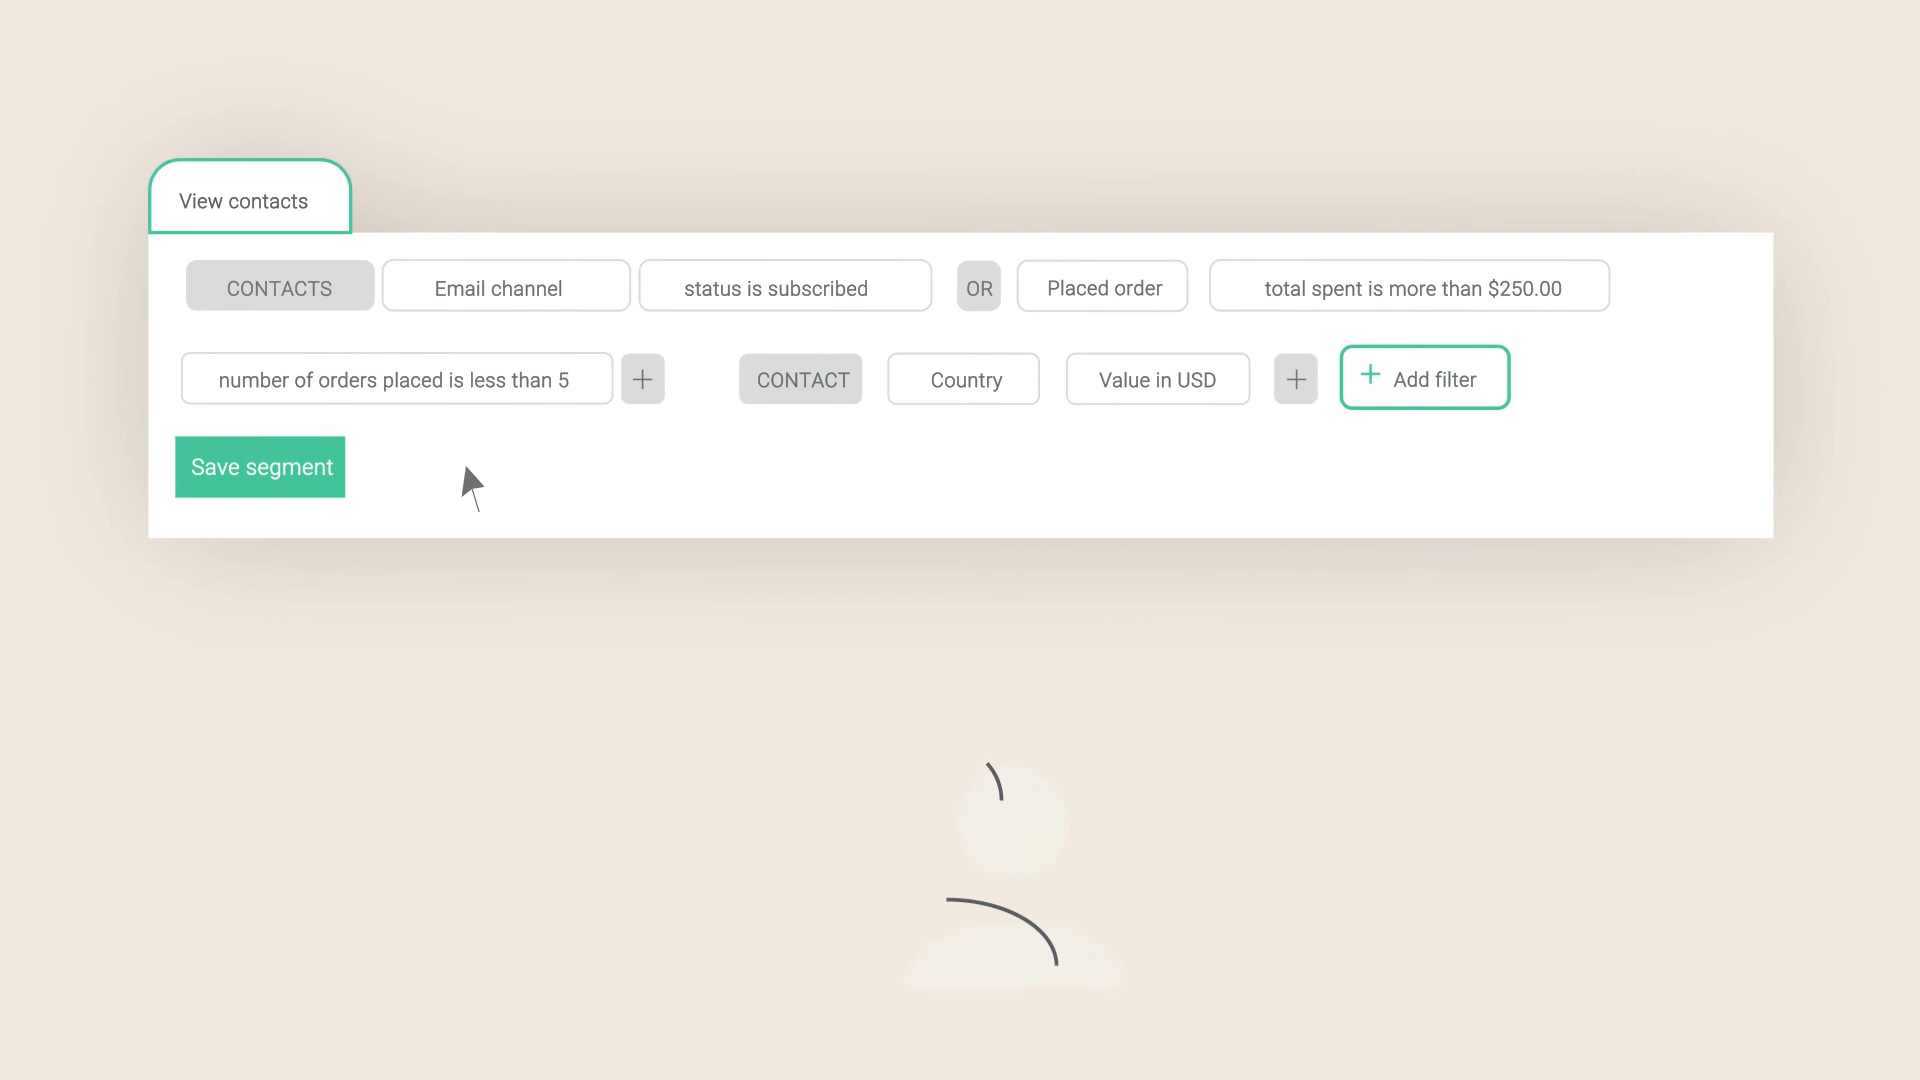 View contacts
CONTACTS Email channel status is subscribed OR Placed order total spent is more than $250.00
number of orders placed is less than 5 + CONTACT Country Value in USD + + Add filter
Save segment